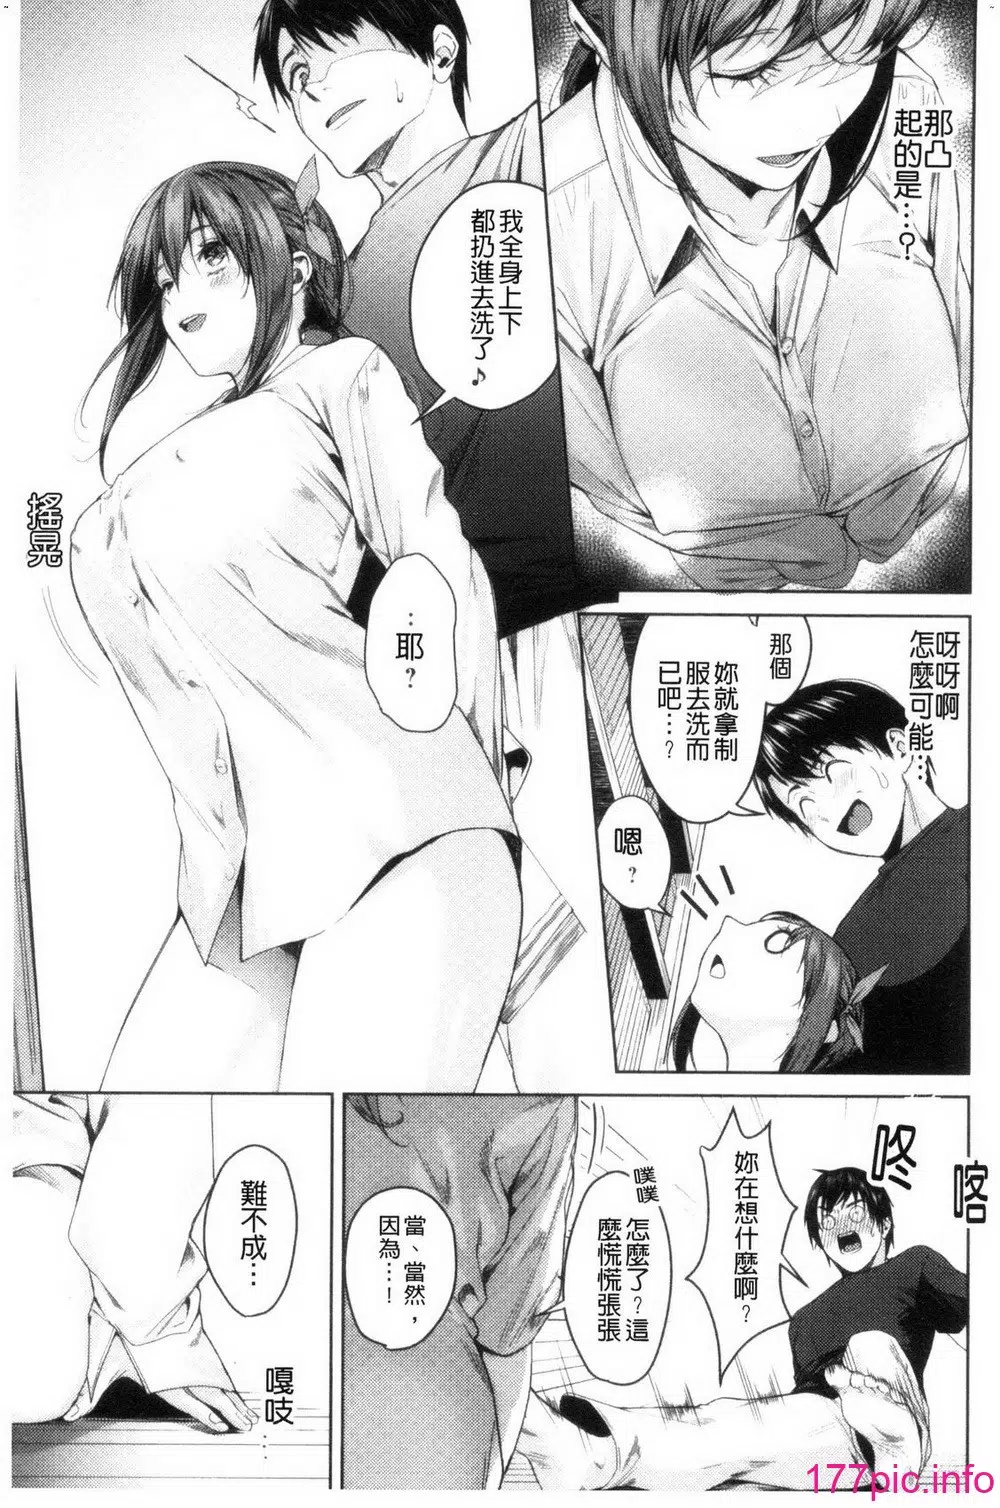 那凸
起的是…?
我全身上下
都扔進去洗了♪
搖晃
…耶?
呀呀啊
怎麼可能…
那個
妳就拿制
服去洗而
已吧…?
嗯?
喀
咚
妳在想什麼啊?
噗噗
怎麼了?這
麼慌慌張張
當、當然,
因為…!
難不成…
嘎吱…
177pic.info